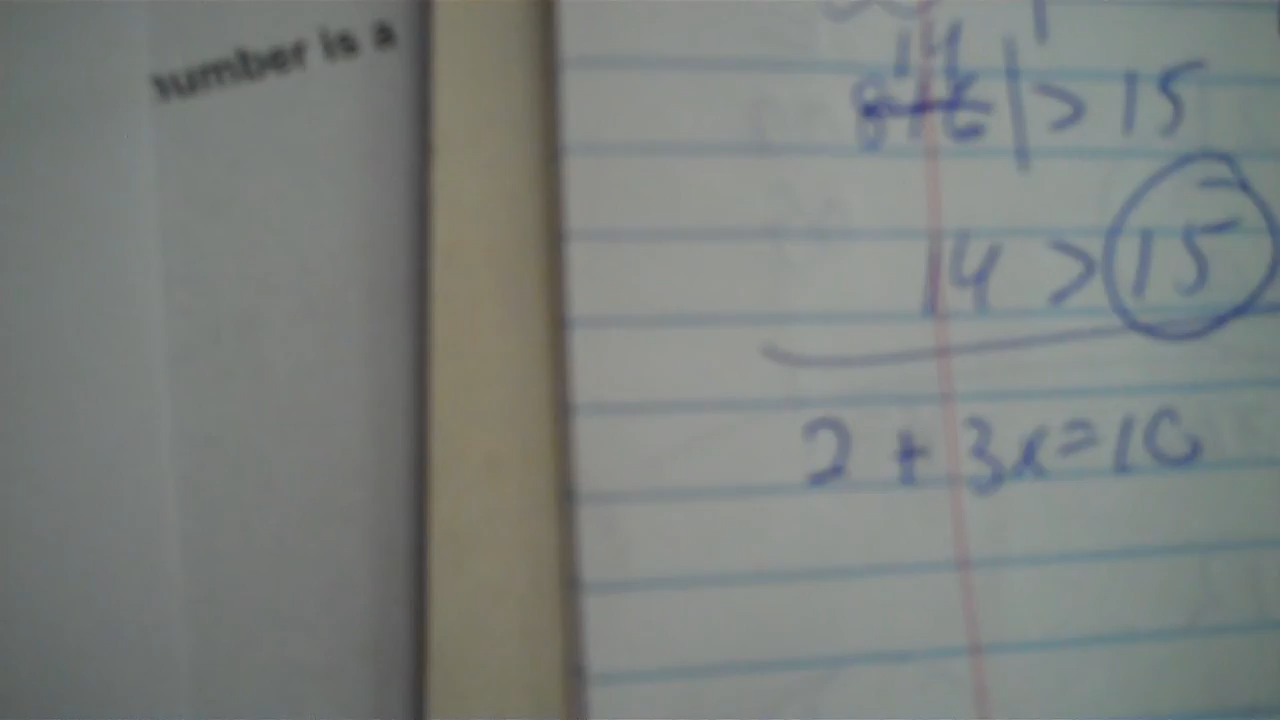 number is a
14
8+6 | > 15
14 > 15
2 + 3x = 10